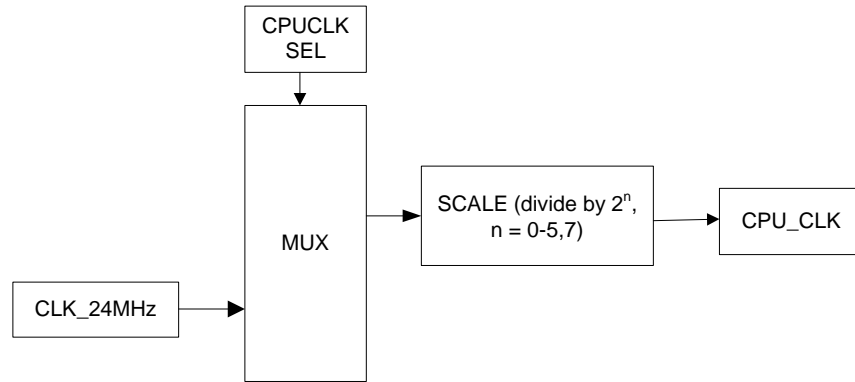 CPUCLK
SEL
MUX
SCALE (divide by 2ⁿ,
n = 0-5,7)
CPU_CLK
CLK_24MHz